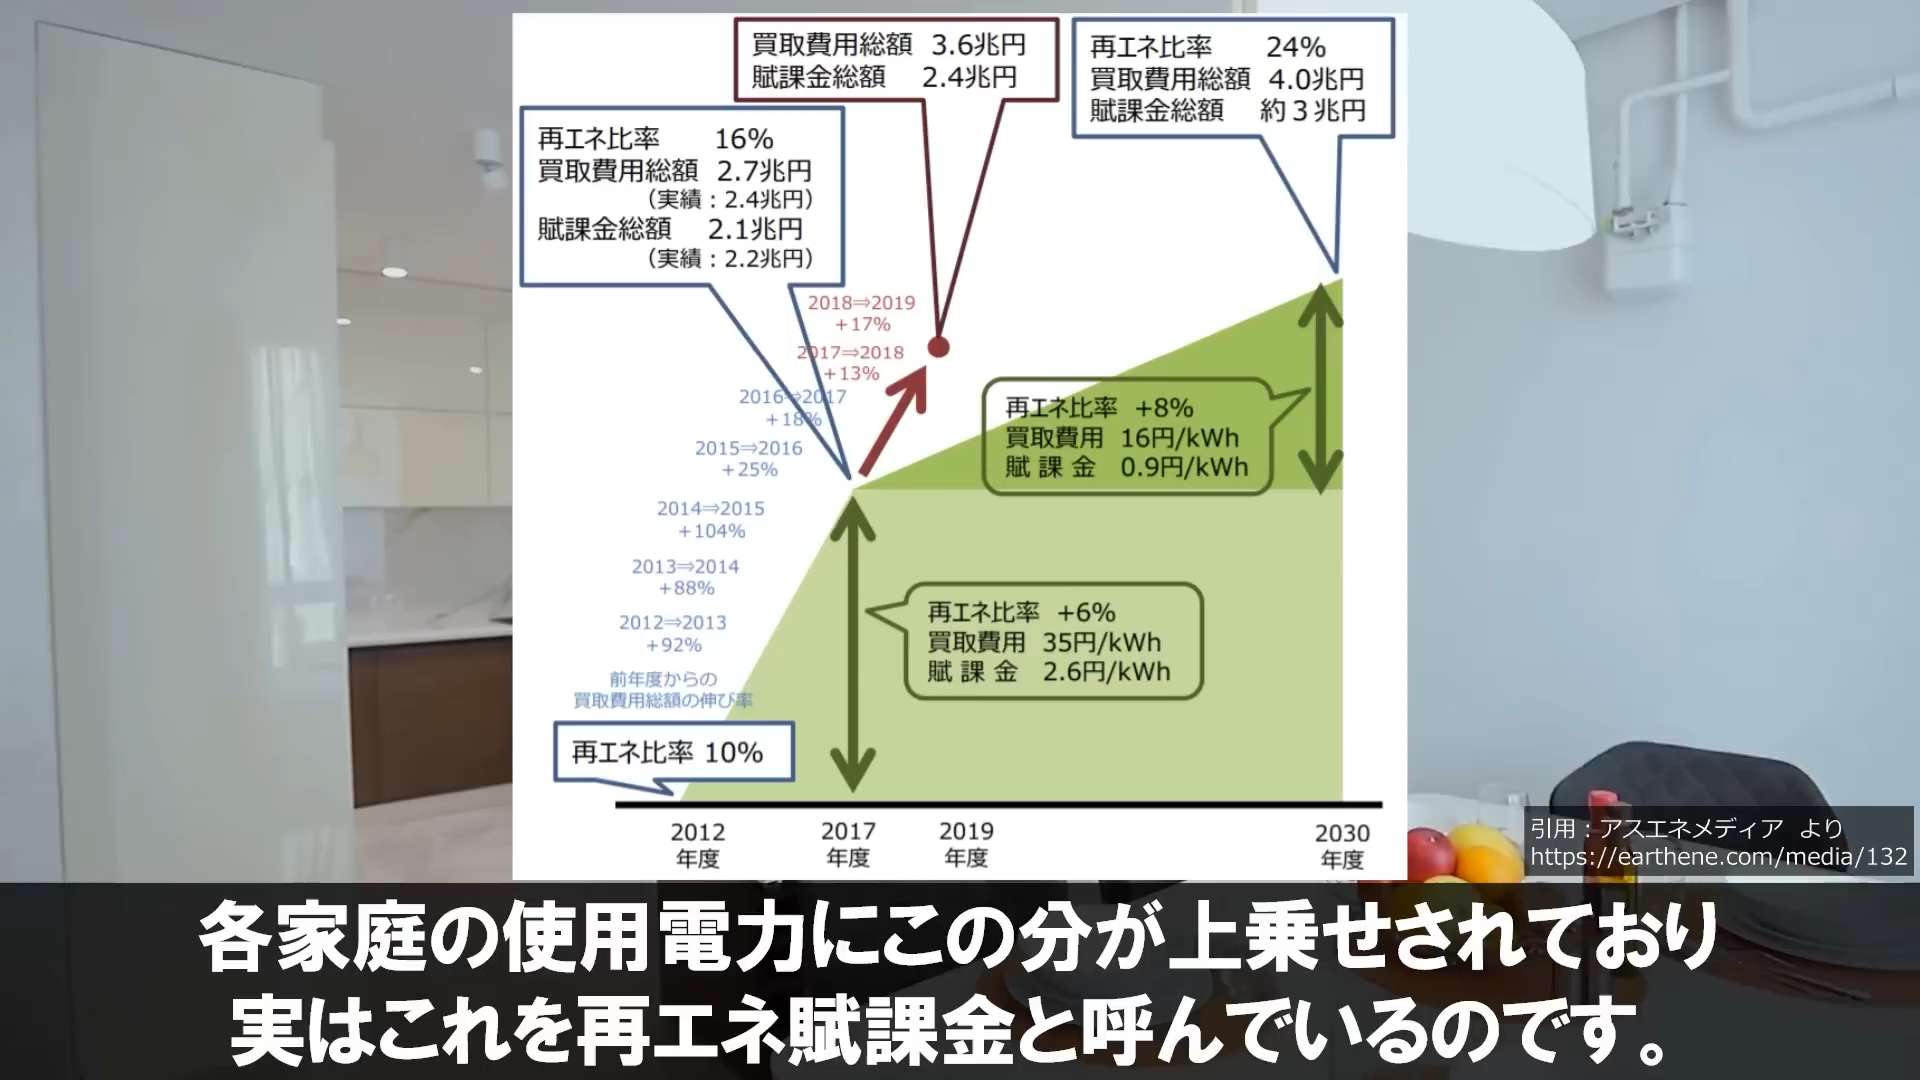 買取費用総額 3.6兆円
賦課金総額 2.4兆円
再エネ比率 24%
買取費用総額 4.0兆円
賦課金総額 約3兆円
再エネ比率 16%
買取費用総額 2.7兆円
（実績：2.4兆円）
賦課金総額 2.1兆円
（実績：2.2兆円）
2018⇒2019
+17%
2017⇒2018
+13%
2016⇒2017
+18%
2015⇒2016
+25%
2014⇒2015
+104%
2013⇒2014
+88%
2012⇒2013
+92%
前年度からの
買取費用総額の伸び率
再エネ比率 10%
再エネ比率 +8%
買取費用 16円/kWh
賦課金 0.9円/kWh
再エネ比率 +6%
買取費用 35円/kWh
賦課金 2.6円/kWh
2012
年度
2017
年度
2019
年度
2030
年度
引用：アスエネメディア より
https://earthene.com/media/132
各家庭の使用電力にこの分が上乗せされており
実はこれを再エネ賦課金と呼んでいるのです。